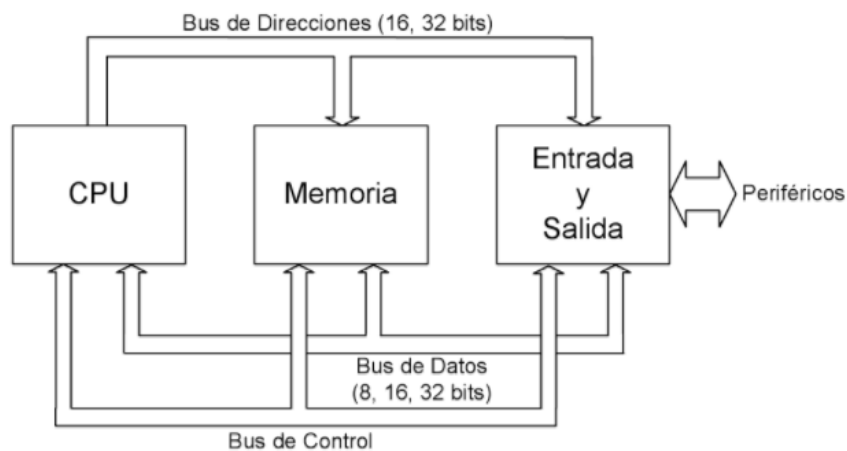 Bus de Direcciones (16, 32 bits)
CPU
Memoria
Entrada
y
Salida
Periféricos
Bus de Datos
(8, 16, 32 bits)
Bus de Control